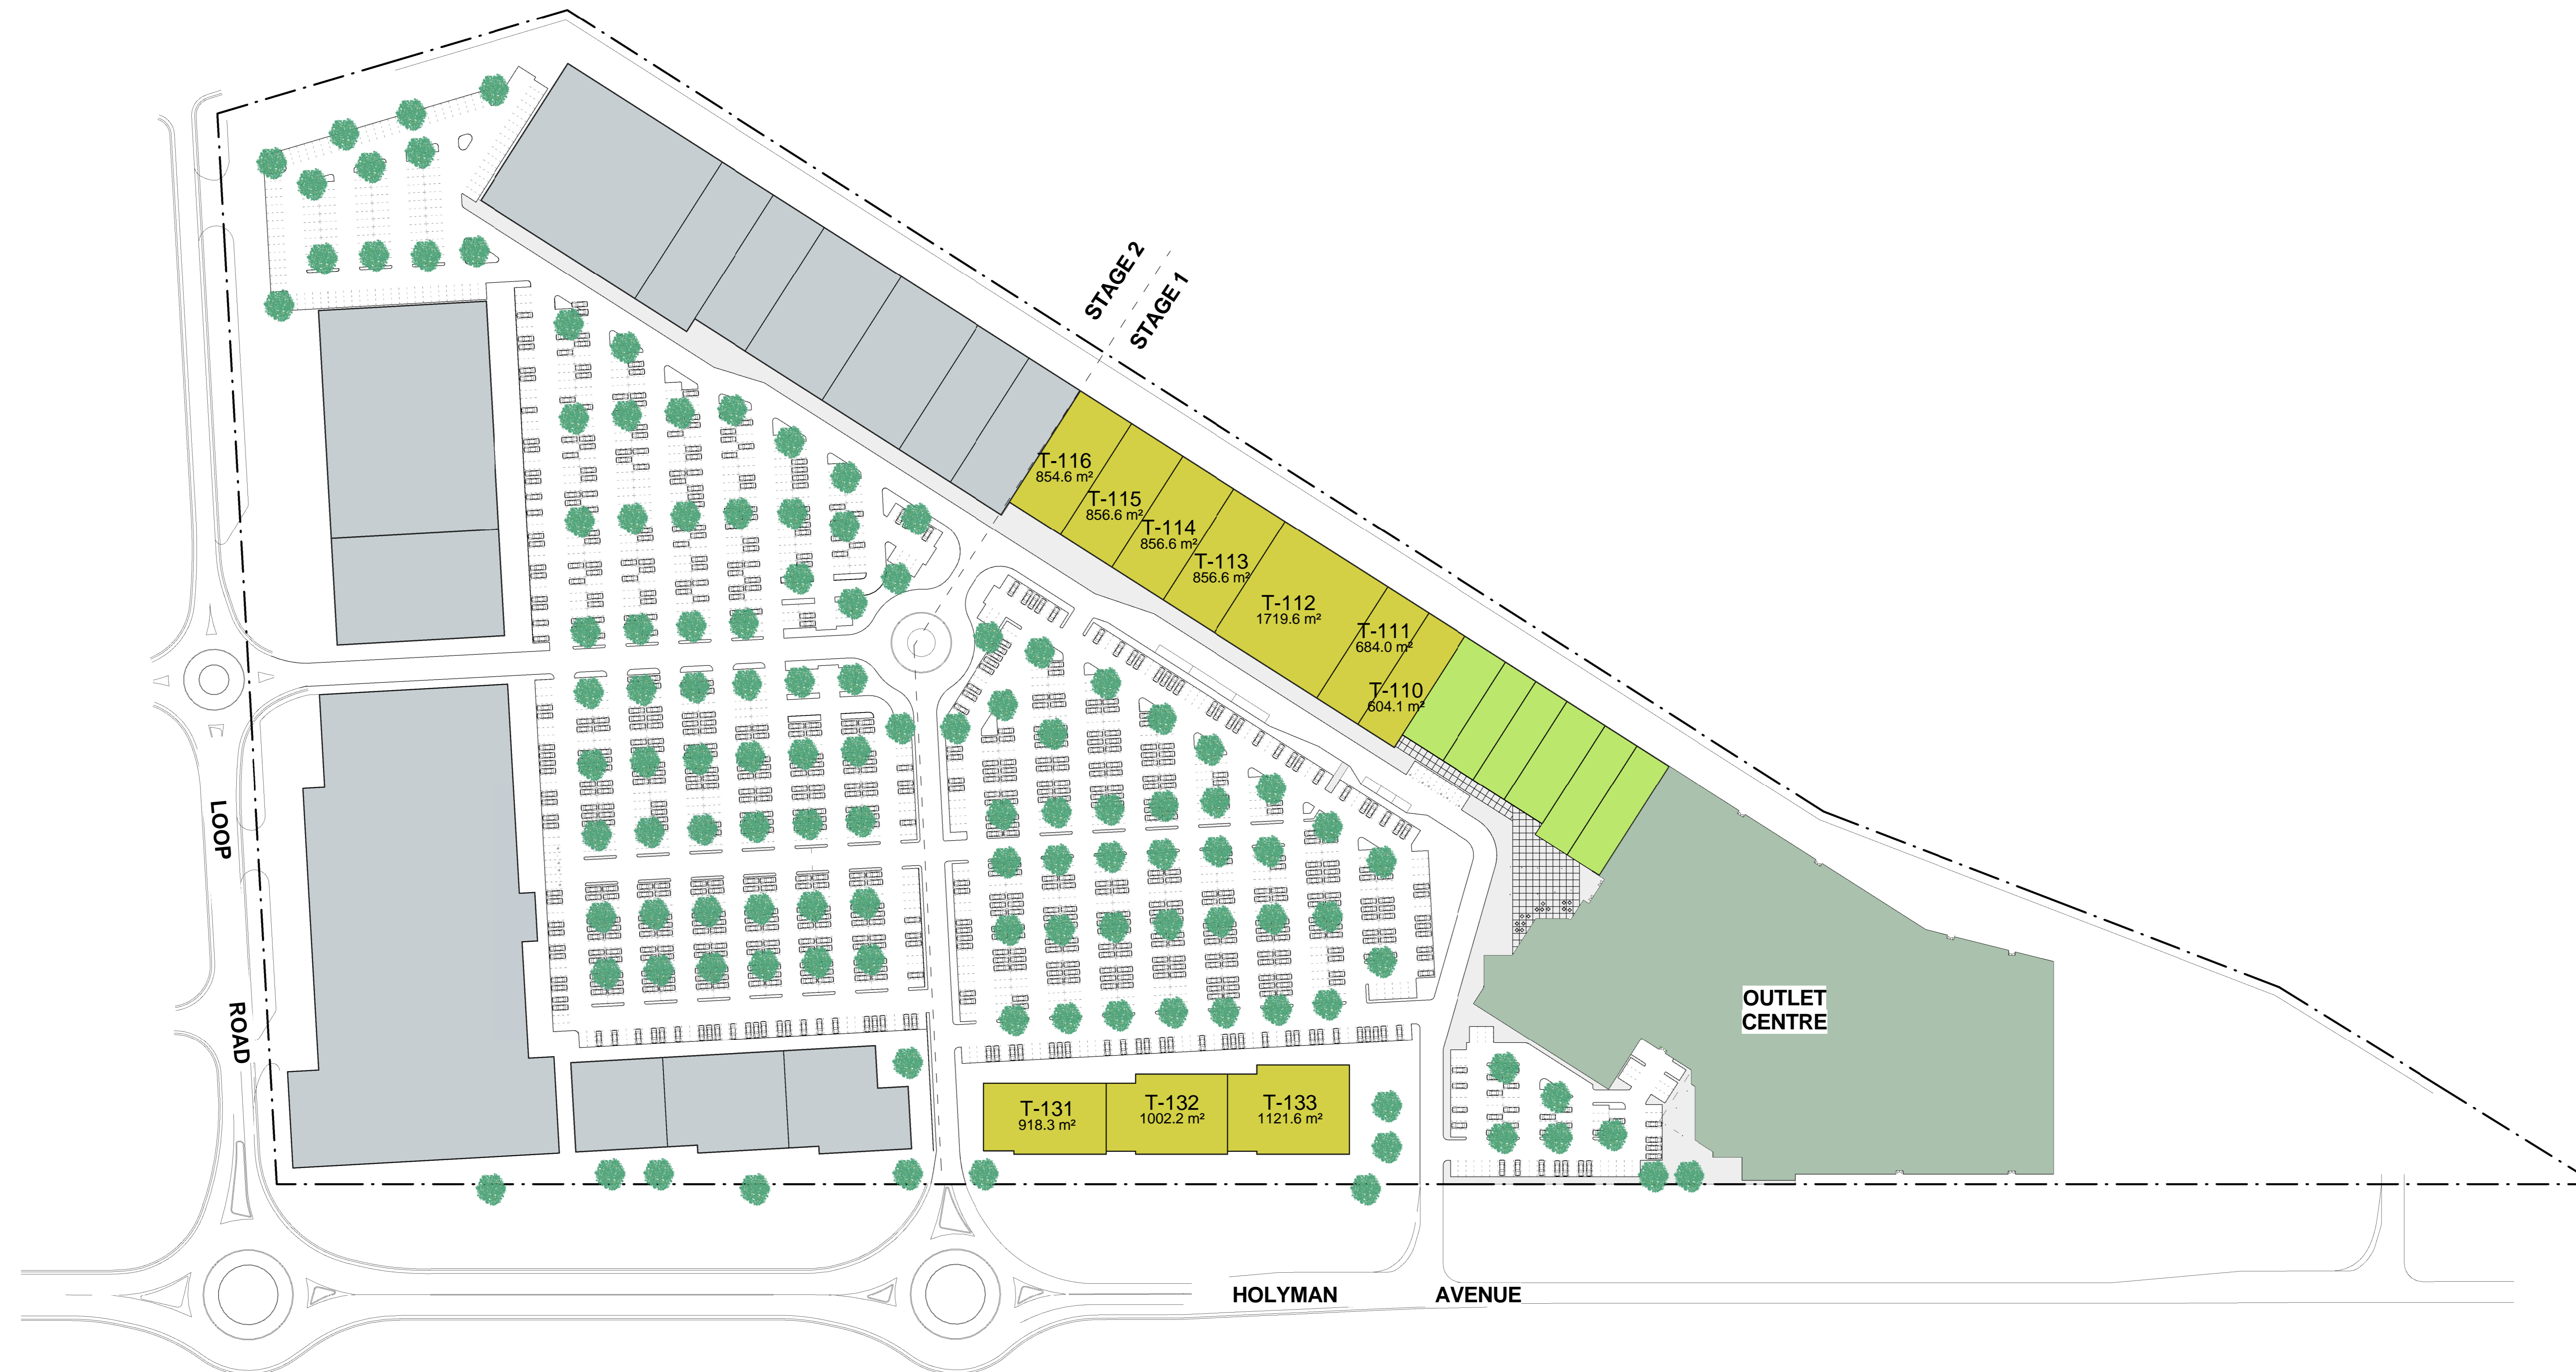 STAGE 2
STAGE 1
T-116
854.6 m²
T-115
856.6 m²
T-114
856.6 m²
T-113
856.6 m²
T-112
1719.6 m²
T-111
684.0 m²
T-110
604.1 m²
LOOP
ROAD
OUTLET
CENTRE
T-131
918.3 m²
T-132
1002.2 m²
T-133
1121.6 m²
HOLYMAN AVENUE